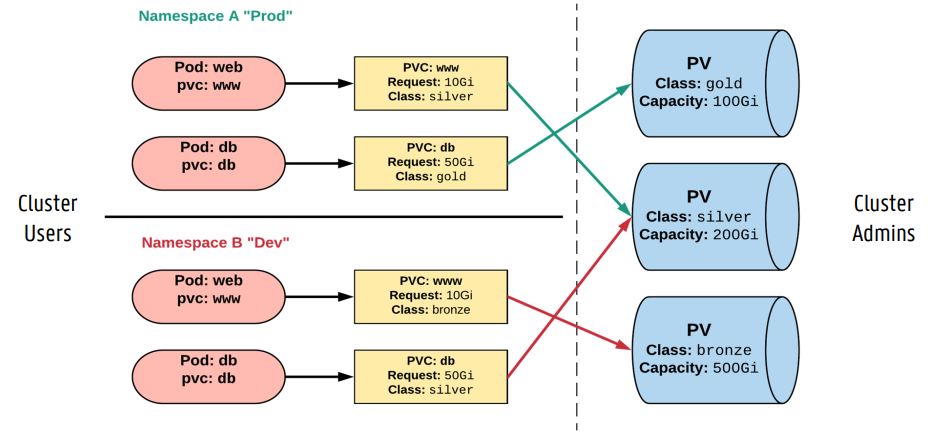 Namespace A "Prod"
Pod: web
pvc: www
PVC: www
Request: 10Gi
Class: silver
PV
Class: gold
Capacity: 100Gi
Pod: db
pvc: db
PVC: db
Request: 50Gi
Class: gold
Cluster
Users
PV
Class: silver
Capacity: 200Gi
Cluster
Admins
Namespace B "Dev"
Pod: web
pvc: www
PVC: www
Request: 10Gi
Class: bronze
PV
Class: bronze
Capacity: 500Gi
Pod: db
pvc: db
PVC: db
Request: 50Gi
Class: silver